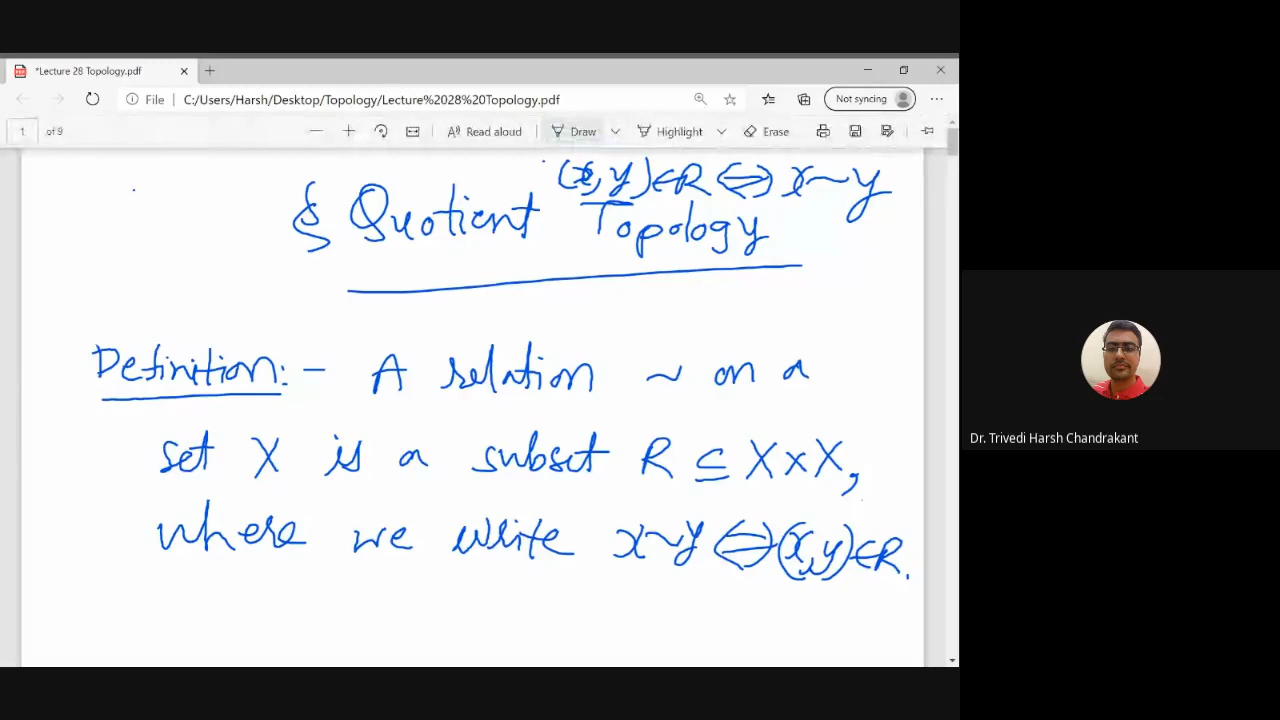 *Lecture 28 Topology.pdf
File | C:/Users/Harsh/Desktop/Topology/Lecture%2028%20Topology.pdf
Not syncing
1 of 9
Read aloud
Draw
Highlight
Erase
(x,y)∈R ⇔ x~y
§ Quotient Topology
Definition:- A relation ~ on a
set X is a subset R ⊆ X×X,
where we write x~y ⇔ (x,y)∈R.
Dr. Trivedi Harsh Chandrakant